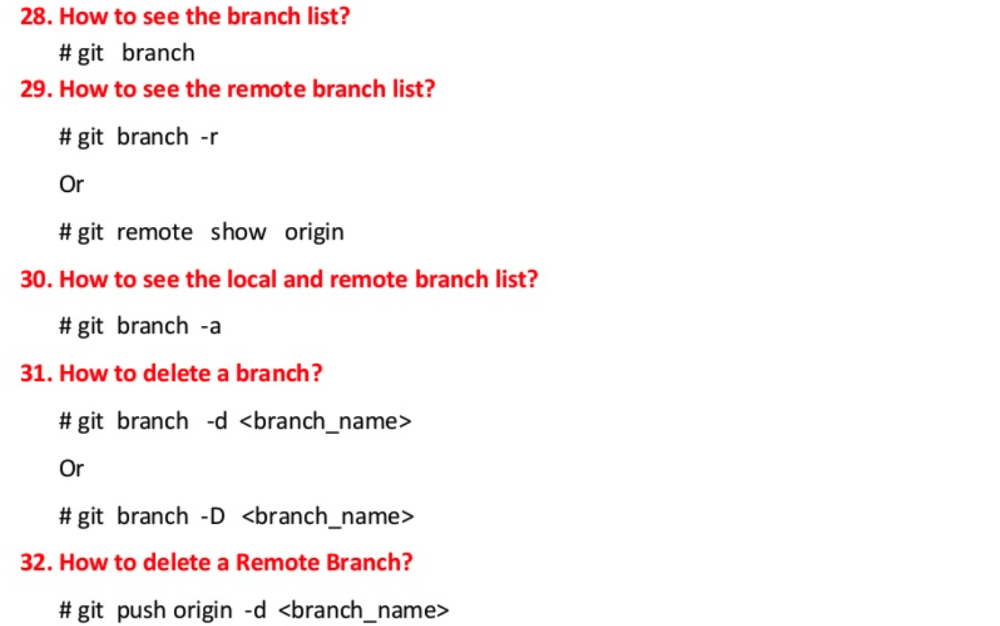 28. How to see the branch list?
# git branch
29. How to see the remote branch list?
# git branch -r
Or
# git remote show origin
30. How to see the local and remote branch list?
# git branch -a
31. How to delete a branch?
# git branch -d <branch_name>
Or
# git branch -D <branch_name>
32. How to delete a Remote Branch?
# git push origin -d <branch_name>